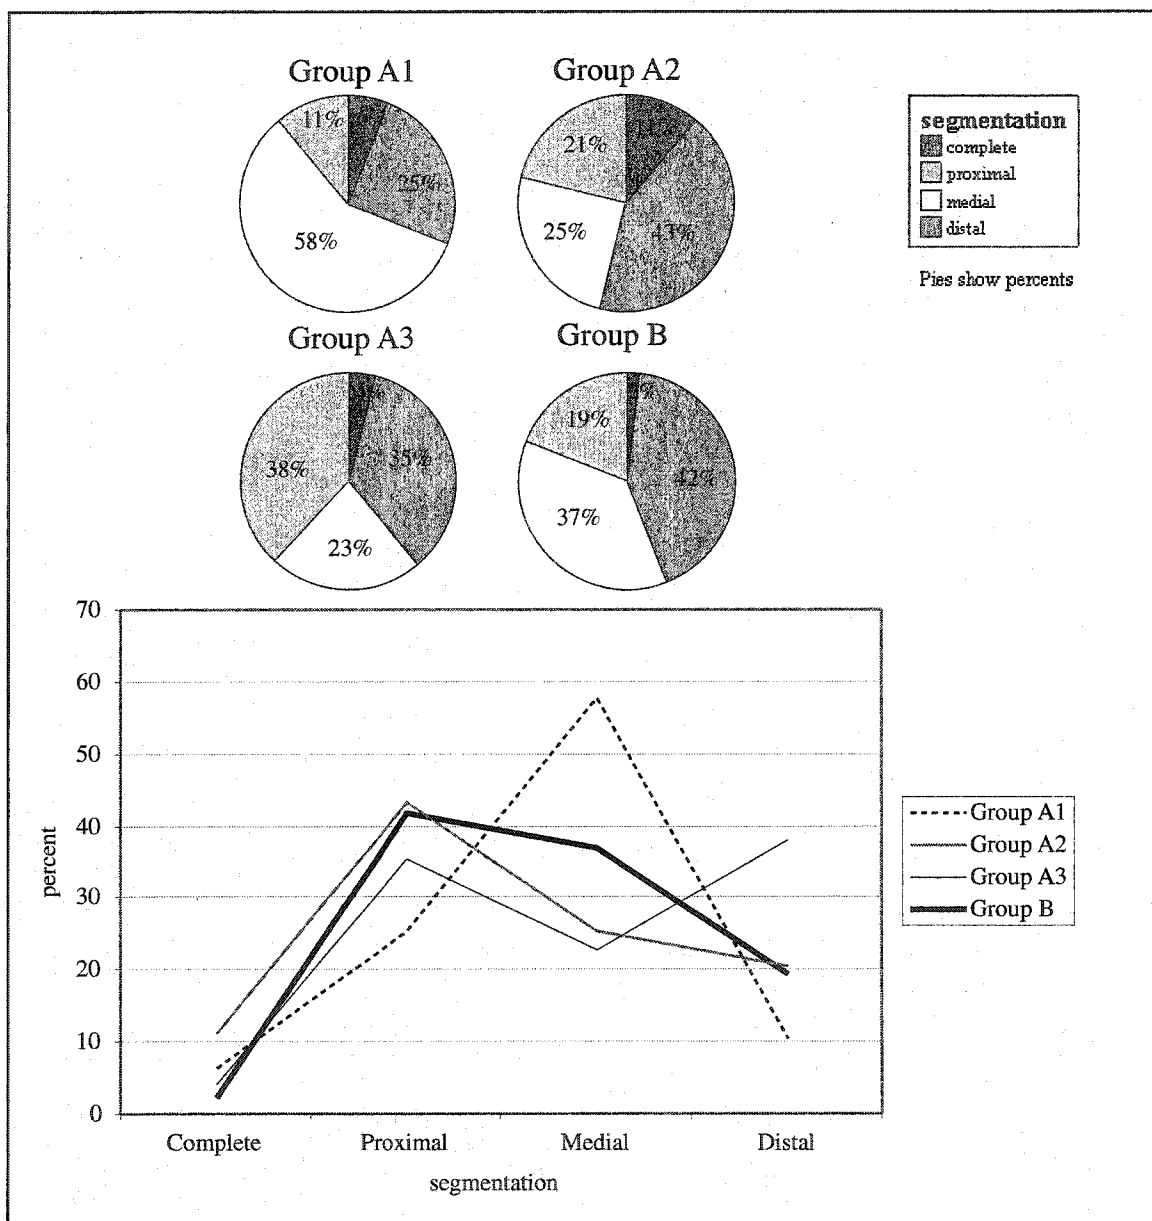 Group A1
Group A2
11%
25%
58%
11%
21%
43%
25%
segmentation
complete
proximal
medial
distal
Pies show percents
Group A3
Group B
38%
35%
23%
19%
42%
37%
70
60
50
40
30
20
10
0
percent
Complete
Proximal
Medial
Distal
segmentation
Group A1
Group A2
Group A3
Group B